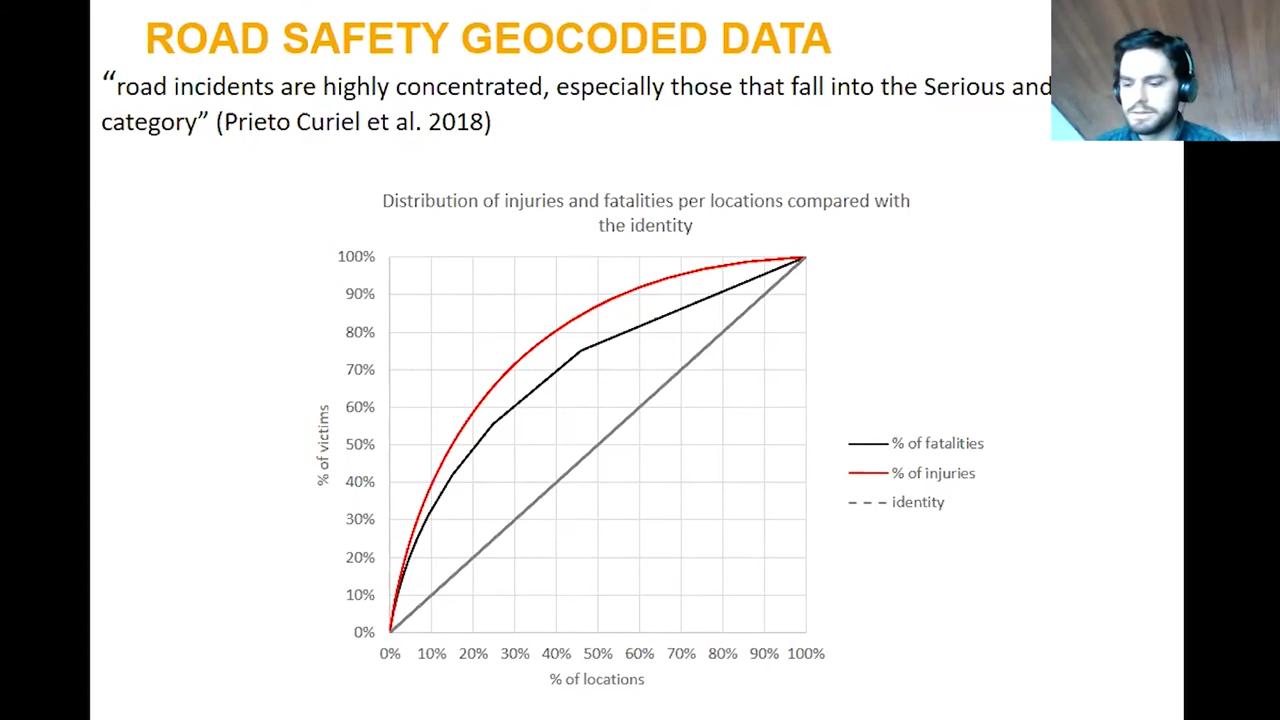 ROAD SAFETY GEOCODED DATA
“road incidents are highly concentrated, especially those that fall into the Serious and
category” (Prieto Curiel et al. 2018)
Distribution of injuries and fatalities per locations compared with
the identity
100%
90%
80%
70%
60%
50%
40%
30%
20%
10%
0%
% of victims
0% 10% 20% 30% 40% 50% 60% 70% 80% 90% 100%
% of locations
% of fatalities
% of injuries
identity